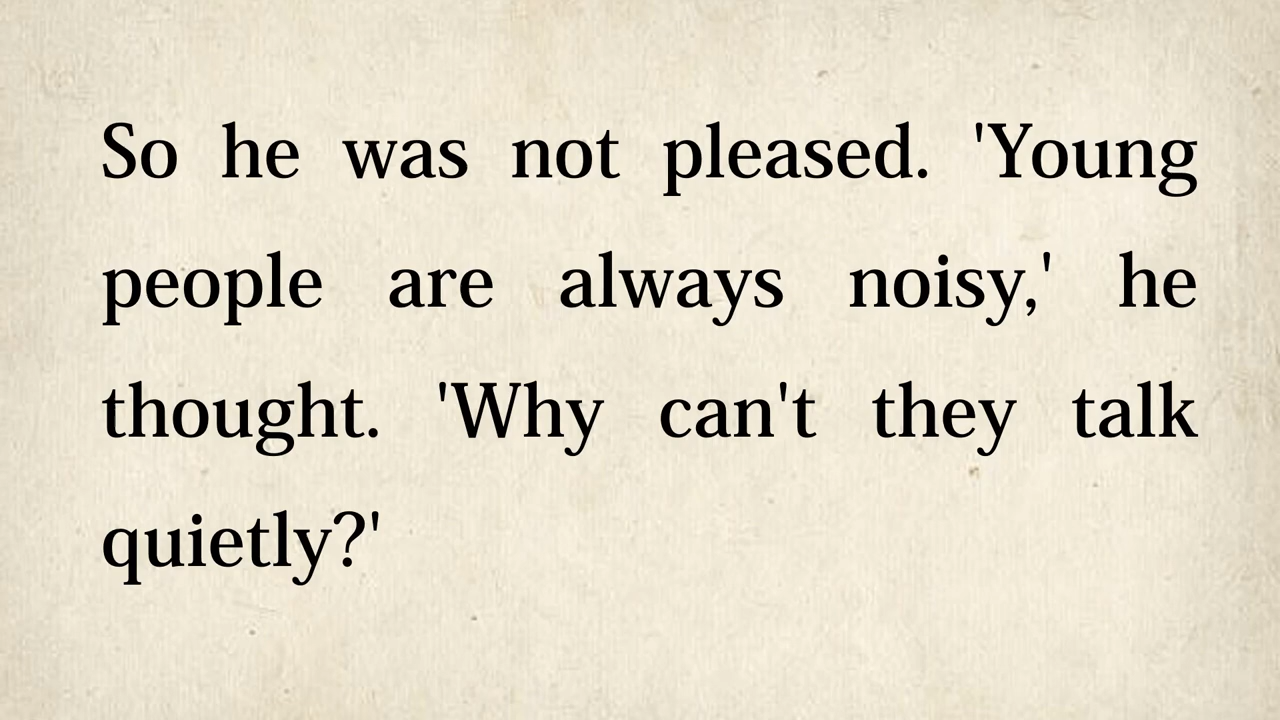 So he was not pleased. 'Young
people are always noisy,' he
thought. 'Why can't they talk
quietly?'